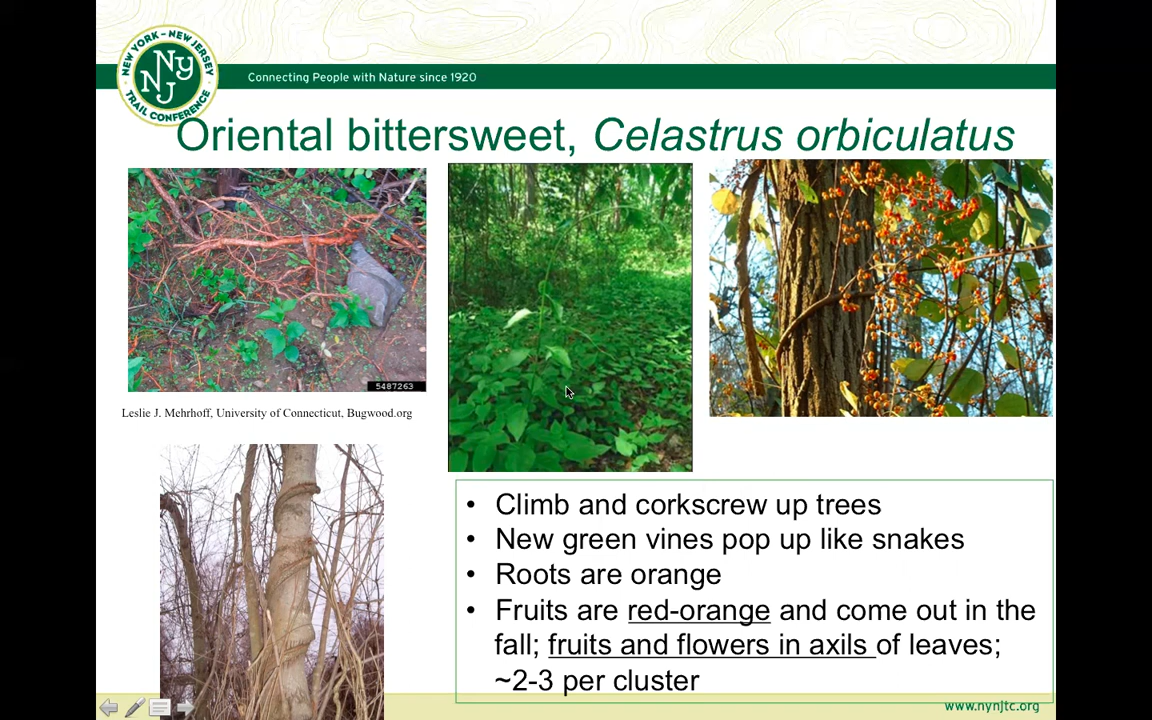 NEW YORK - NEW JERSEY
NY
NJ
TRAIL CONFERENCE
Connecting People with Nature since 1920
Oriental bittersweet, Celastrus orbiculatus
5487263
Leslie J. Mehrhoff, University of Connecticut, Bugwood.org
• Climb and corkscrew up trees
• New green vines pop up like snakes
• Roots are orange
• Fruits are red-orange and come out in the
fall; fruits and flowers in axils of leaves;
~2-3 per cluster
www.nynjtc.org